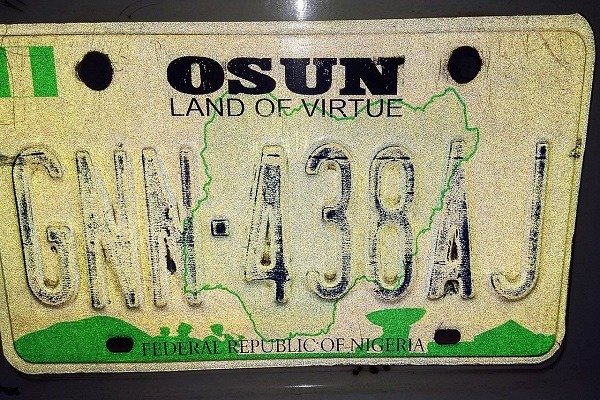 OSUN
LAND OF VIRTUE
GNN-438AJ
FEDERAL REPUBLIC OF NIGERIA